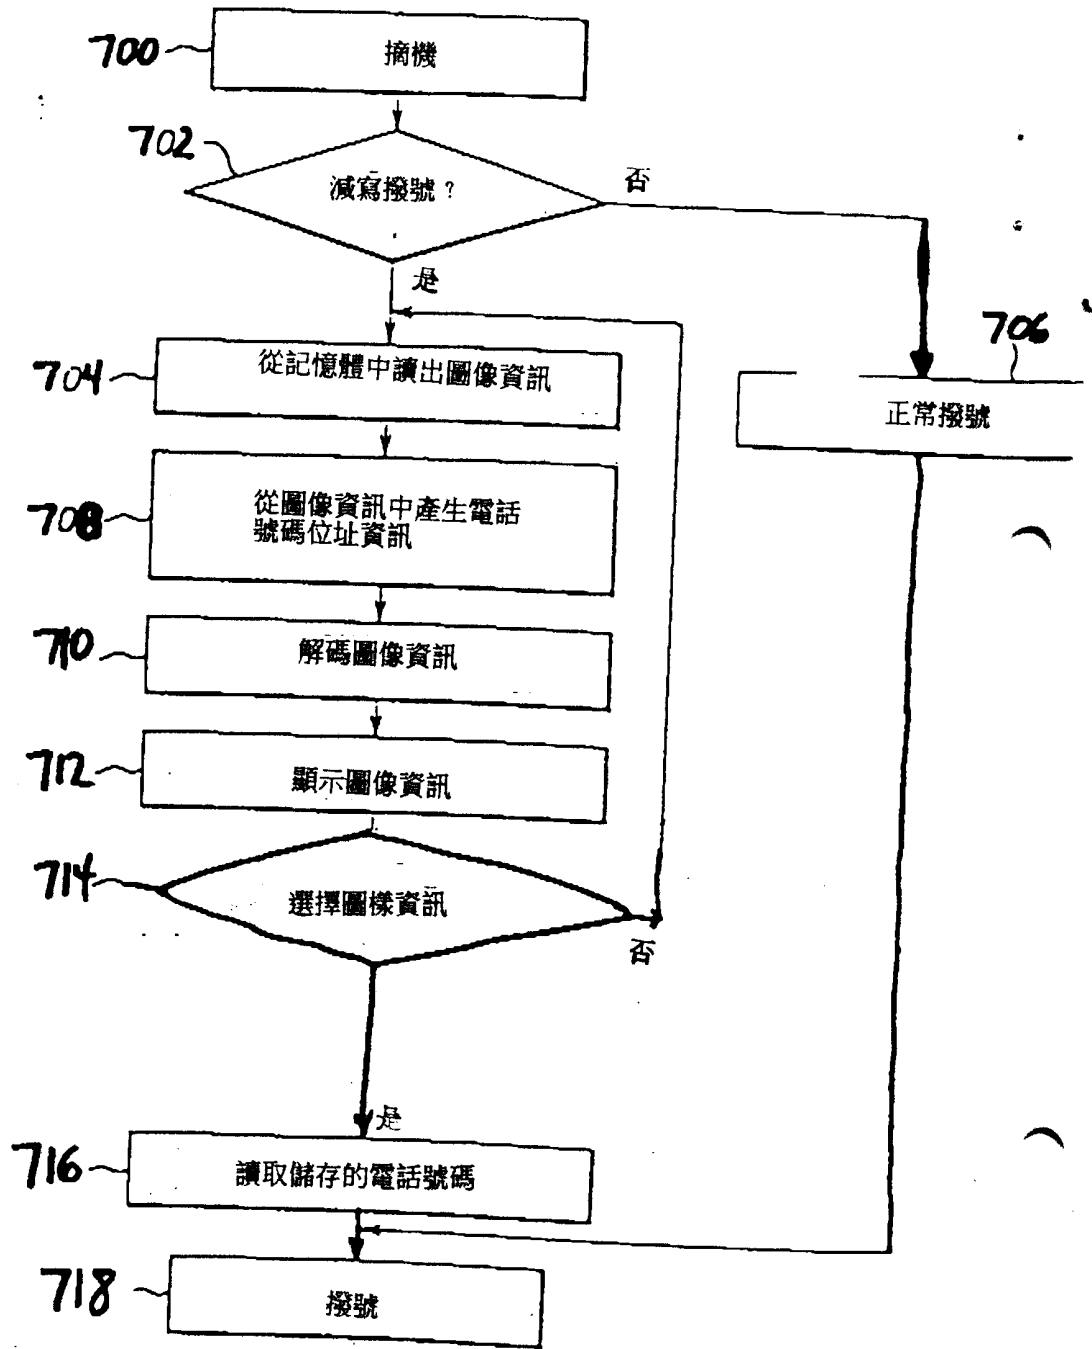 700
摘機
702
減寫撥號？
否
是
704
從記憶體中讀出圖像資訊
706
正常撥號
708
從圖像資訊中產生電話
號碼位址資訊
710
解碼圖像資訊
712
顯示圖像資訊
714
選擇圖樣資訊
否
是
716
讀取儲存的電話號碼
718
撥號